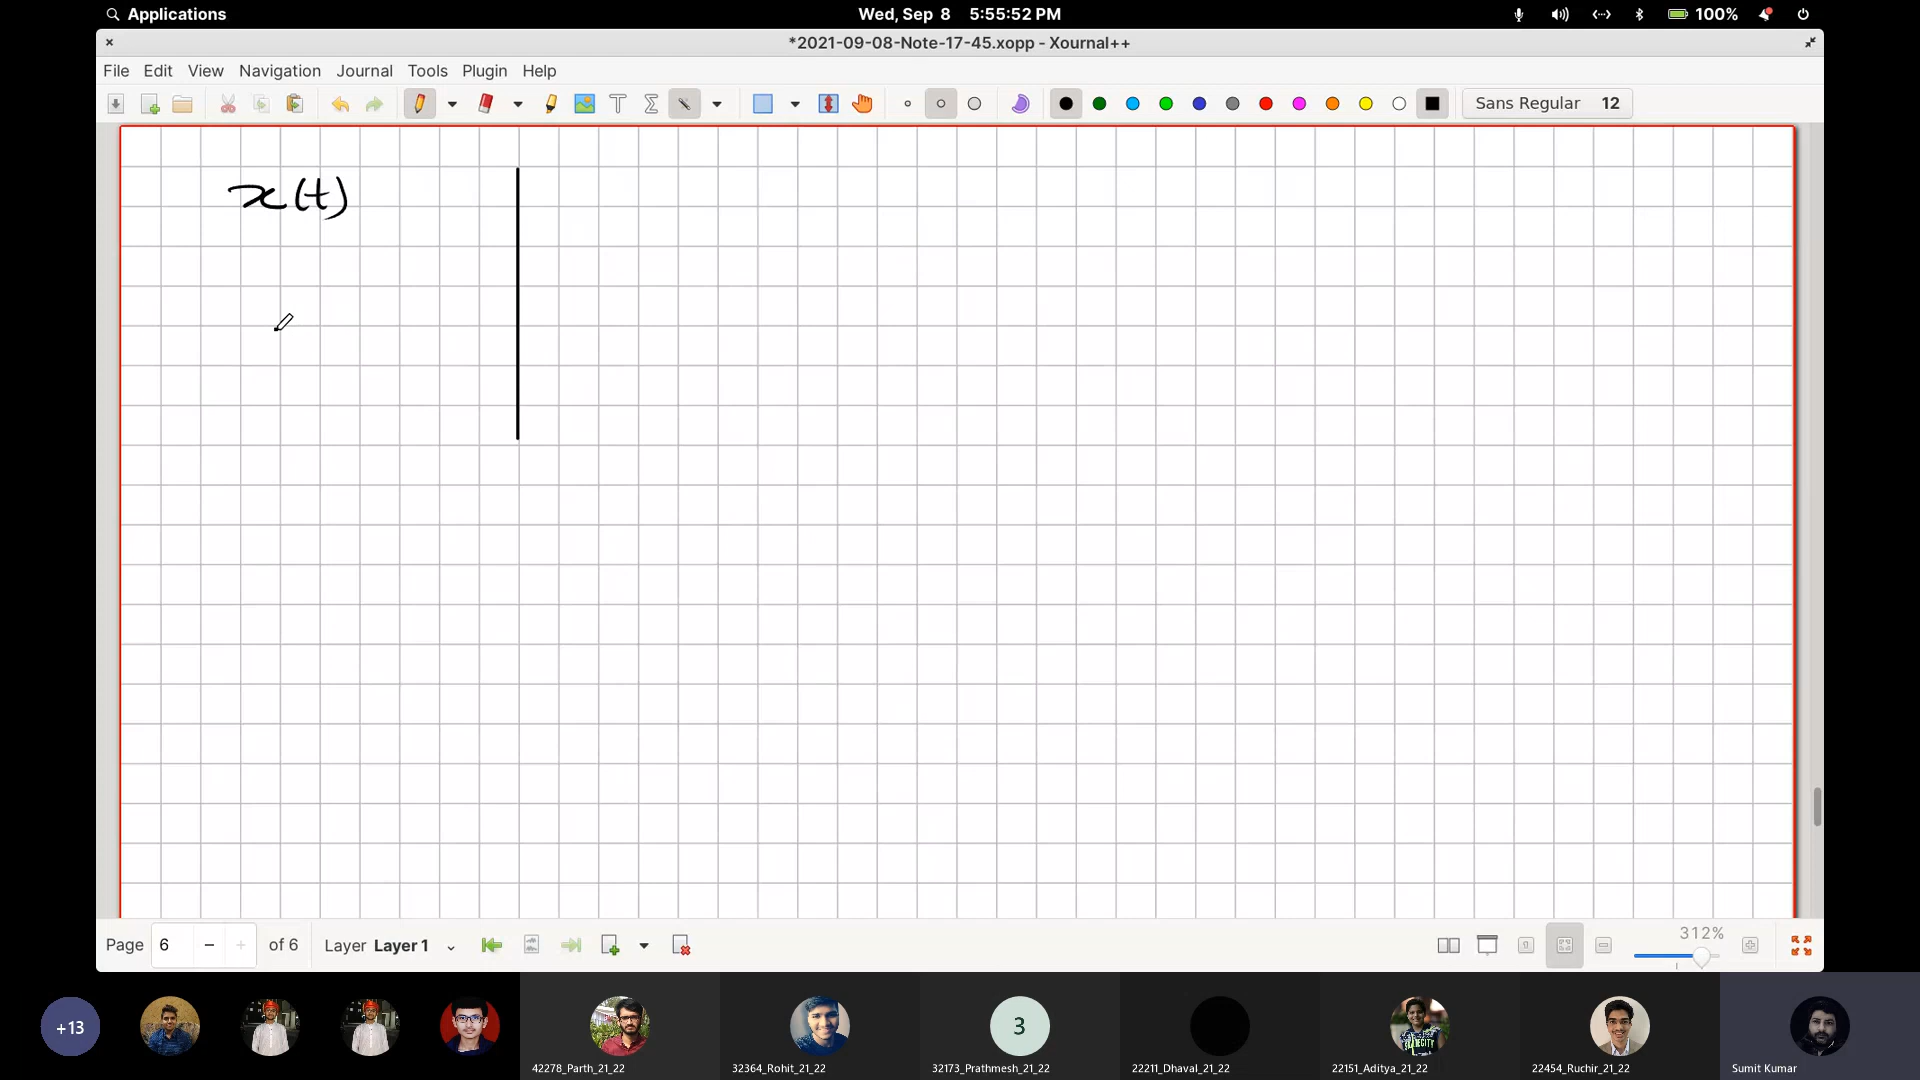 Applications
Wed, Sep 8 5:55:52 PM
100%
*2021-09-08-Note-17-45.xopp - Xournal++
File Edit View Navigation Journal Tools Plugin Help
Sans Regular 12
x(t)
Page 6 of 6 Layer Layer 1
312%
+13
3
42278_Parth_21_22
32364_Rohit_21_22
32173_Prathmesh_21_22
22211_Dhaval_21_22
22151_Aditya_21_22
22454_Ruchir_21_22
Sumit Kumar